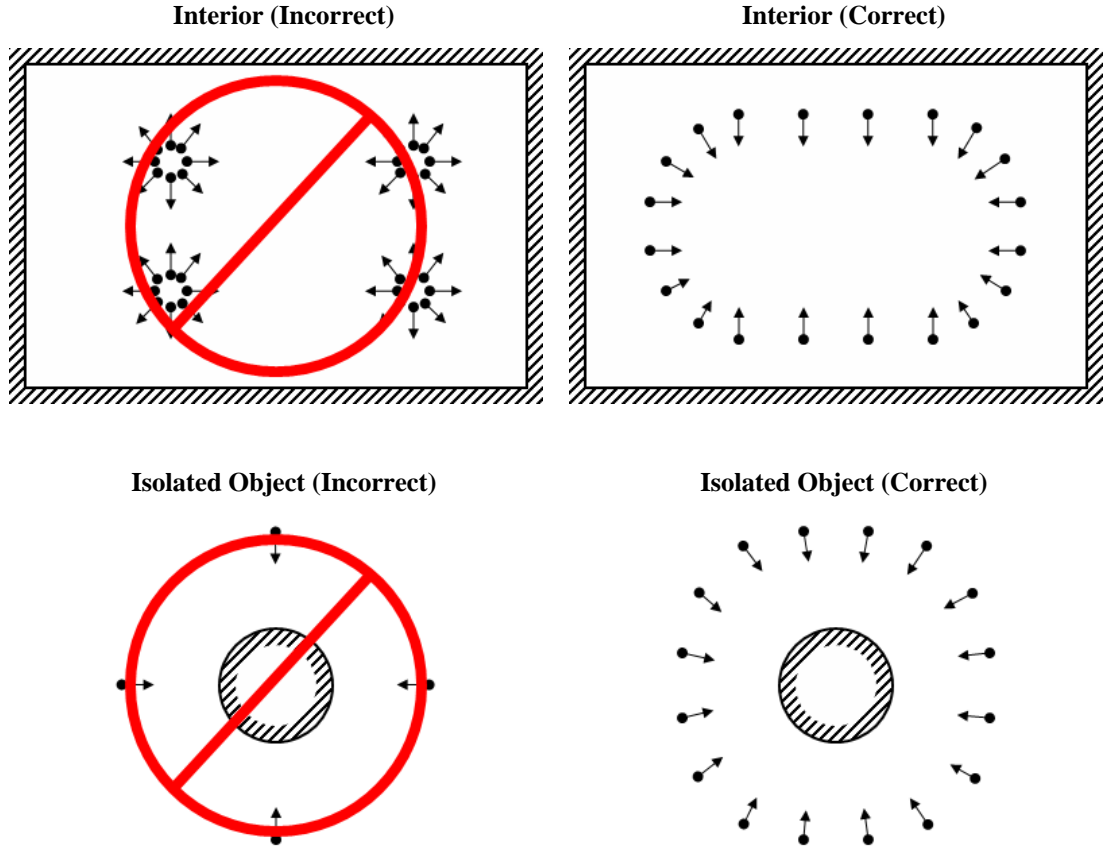 Interior (Incorrect)
Interior (Correct)
Isolated Object (Incorrect)
Isolated Object (Correct)